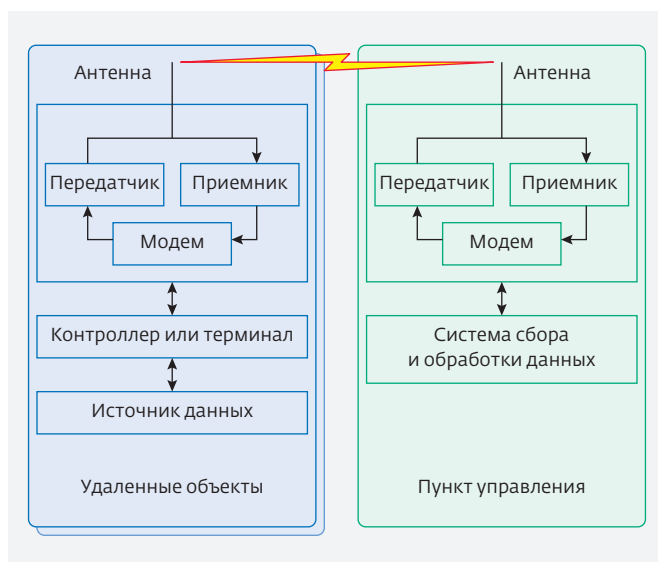 Антенна
Передатчик
Приемник
Модем
Контроллер или терминал
Источник данных
Удаленные объекты
Антенна
Передатчик
Приемник
Модем
Система сбора
и обработки данных
Пункт управления